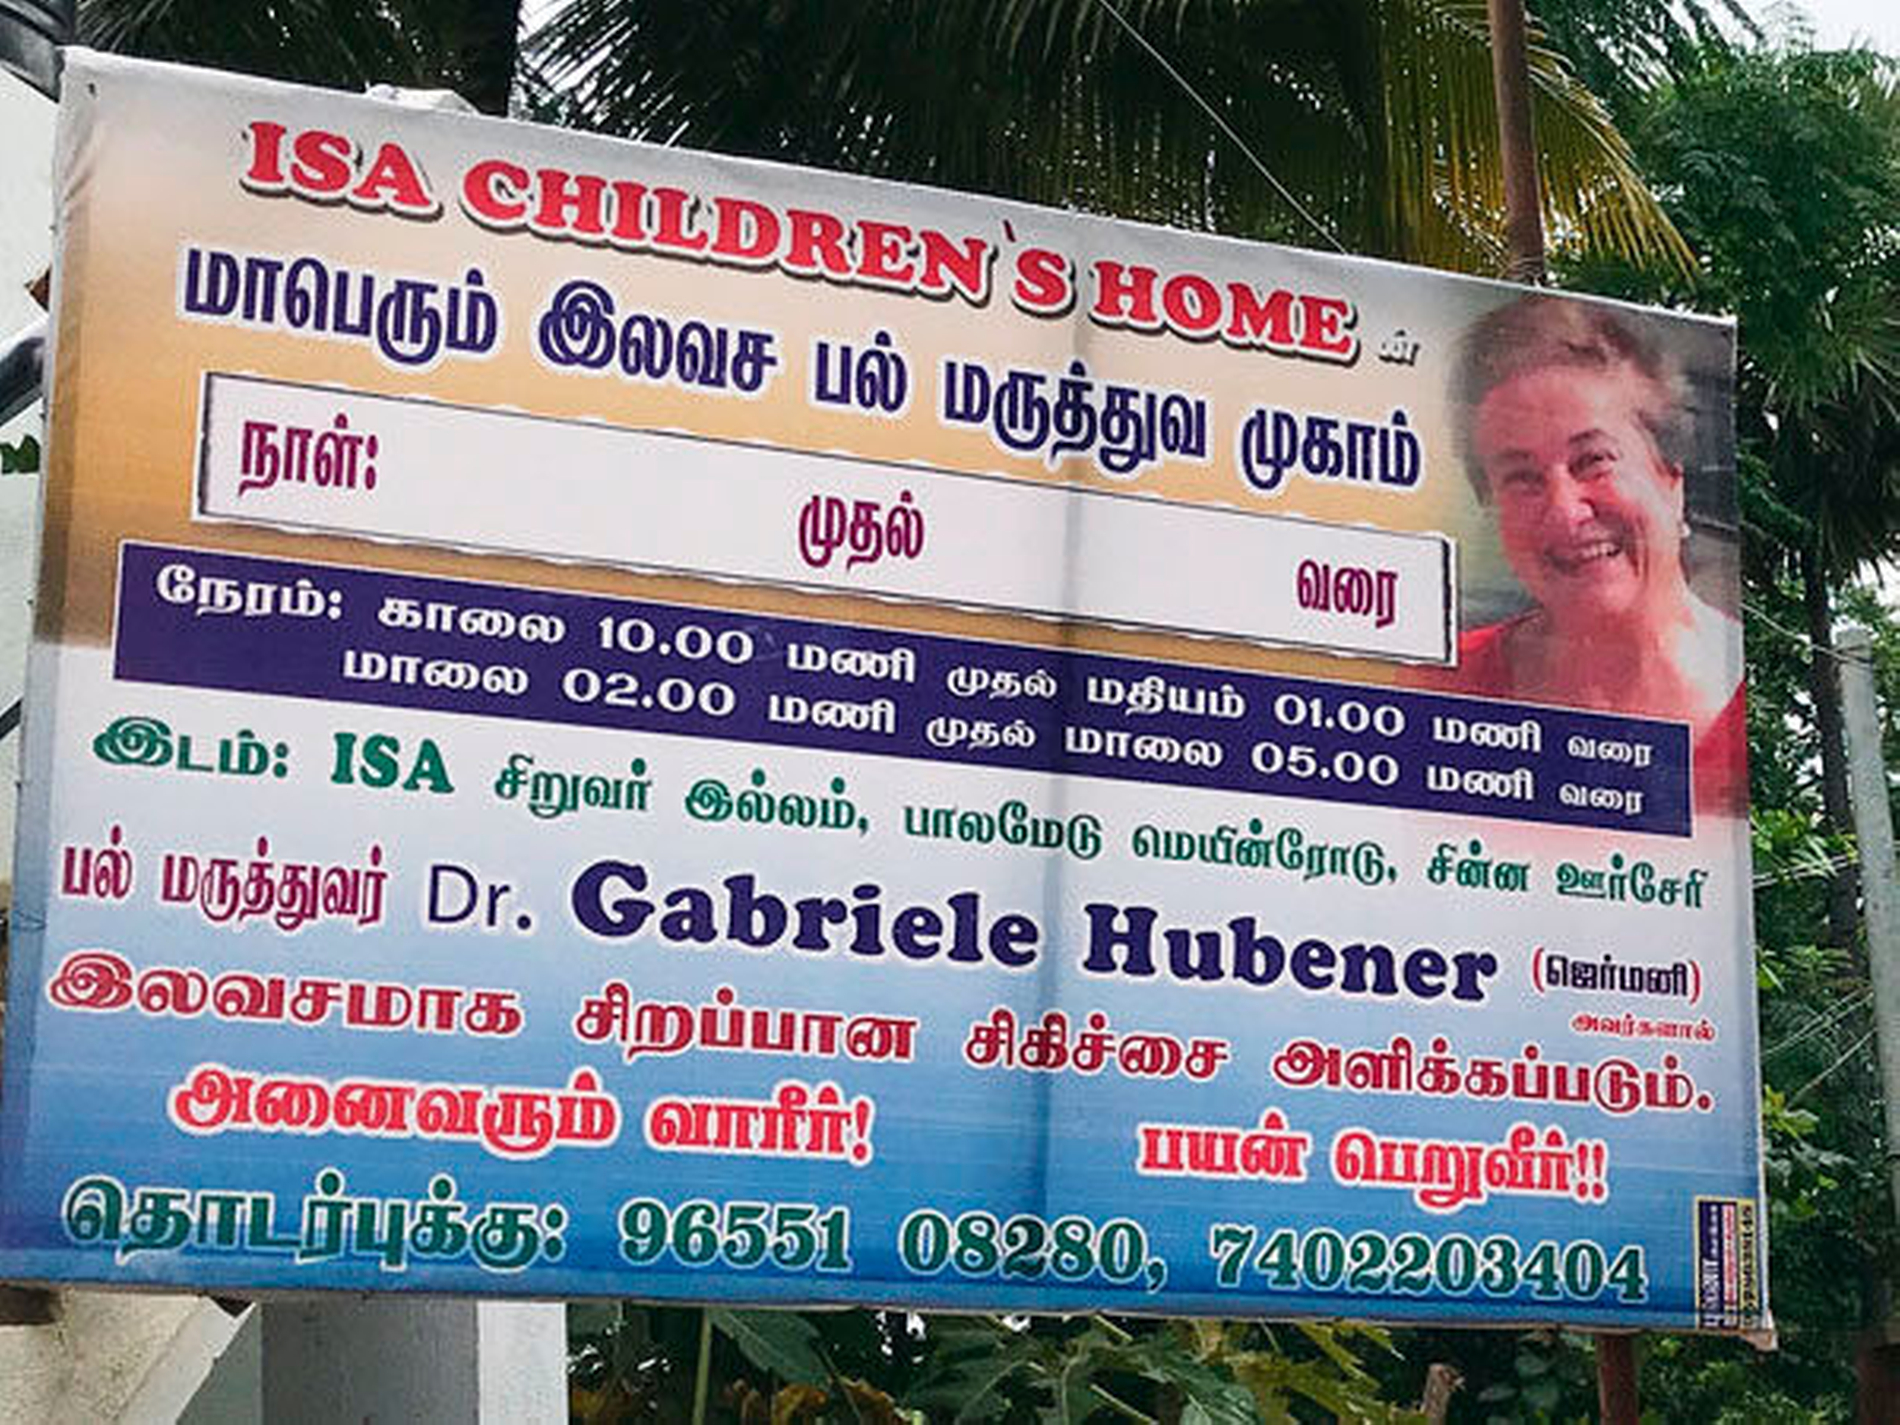 ISA CHILDREN'S HOME ன்
மாபெரும் இலவச பல் மருத்துவ முகாம்
நாள்: முதல் வரை
நேரம்: காலை 10.00 மணி முதல் மதியம் 01.00 மணி வரை
மாலை 02.00 மணி முதல் மாலை 05.00 மணி வரை
இடம்: ISA சிறுவர் இல்லம், பாலமேடு மெயின்ரோடு, சின்ன ஊர்சேரி
பல் மருத்துவர் Dr. Gabriele Hubener (ஜெர்மனி)
அவர்களால்
இலவசமாக சிறப்பான சிகிச்சை அளிக்கப்படும்.
அனைவரும் வாரீர்! பயன் பெறுவீர்!!
தொடர்புக்கு: 96551 08280, 7402203404